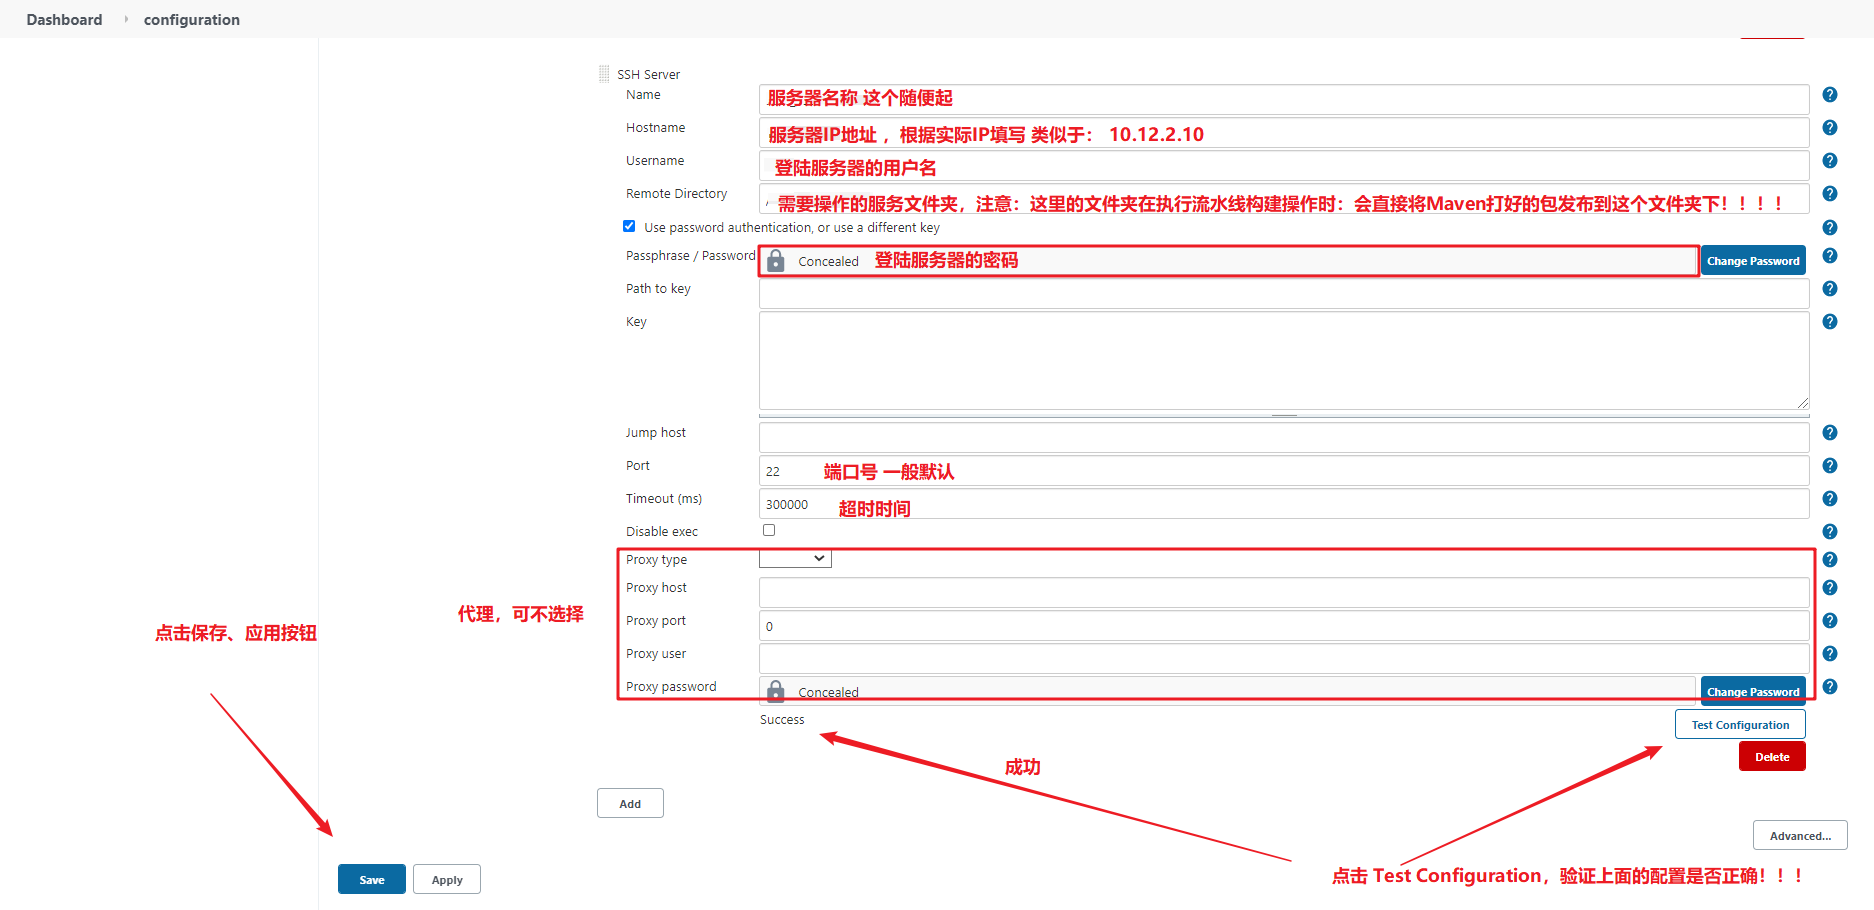 Dashboard configuration
SSH Server
Name
服务器名称 这个随便起
Hostname
服务器IP地址 ，根据实际IP填写 类似于： 10.12.2.10
Username
登陆服务器的用户名
Remote Directory
需要操作的服务文件夹，注意：这里的文件夹在执行流水线构建操作时：会直接将Maven打好的包发布到这个文件夹下！！！！
Use password authentication, or use a different key
Passphrase / Password
Concealed 登陆服务器的密码
Change Password
Path to key
Key
Jump host
Port
22 端口号 一般默认
Timeout (ms)
300000 超时时间
Disable exec
Proxy type
Proxy host
代理，可不选择
Proxy port
0
点击保存、应用按钮
Proxy user
Proxy password
Concealed
Change Password
Success
Test Configuration
成功
Delete
Add
Advanced...
点击 Test Configuration，验证上面的配置是否正确！！！
Save
Apply